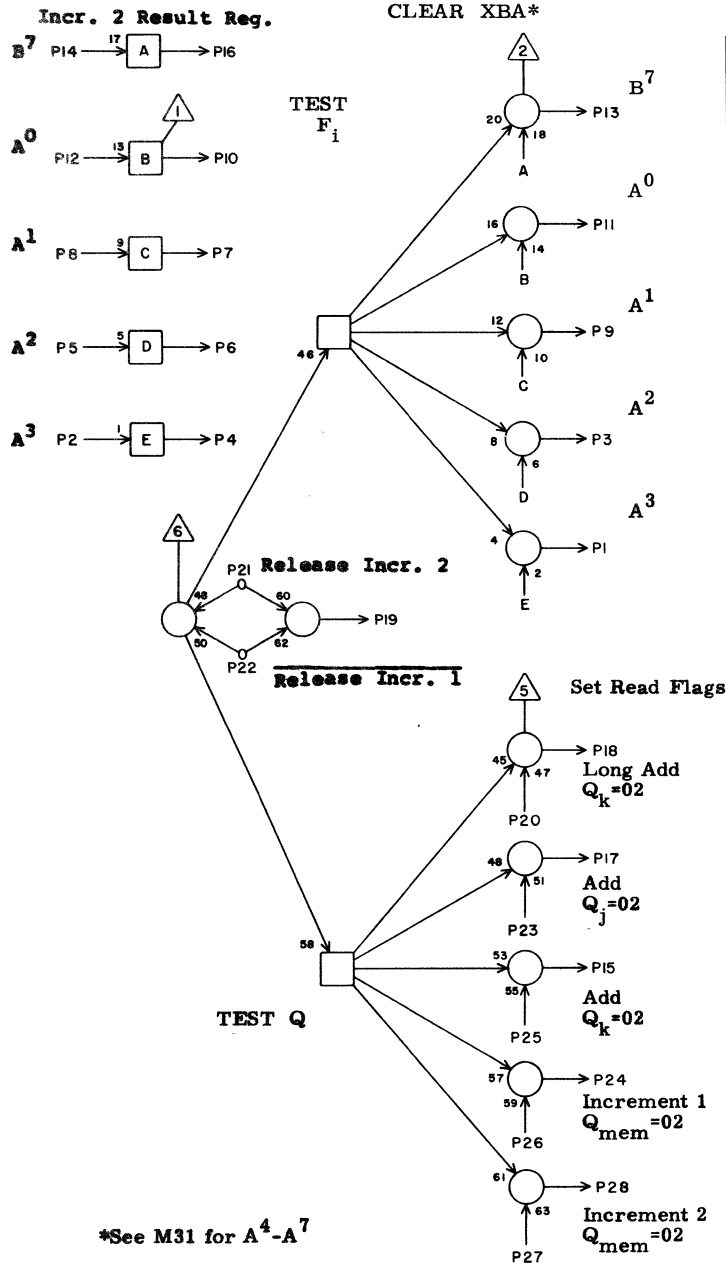 Incr. 2 Result Reg.
CLEAR XBA*
B⁷ P14 17 A P16
1
A⁰ P12 13 B P10
A¹ P8 9 C P7
A² P5 5 D P6
A³ P2 1 E P4
TEST
Fᵢ
46
2
B⁷
20 18 P13
A
A⁰
16 14 P11
B
A¹
12 10 P9
C
A²
8 6 P3
D
A³
4 2 P1
E
6
P21 Release Incr. 2
48 60
P19
50 62
P22
Release Incr. 1
5 Set Read Flags
45 47 P18
Long Add
Qₖ=02
P20
48 51 P17
Add
Qⱼ=02
P23
58
53 55 P15
Add
Qₖ=02
P25
TEST Q
57 59 P24
Increment 1
Qmem=02
P26
61 63 P28
Increment 2
Qmem=02
P27
*See M31 for A⁴-A⁷